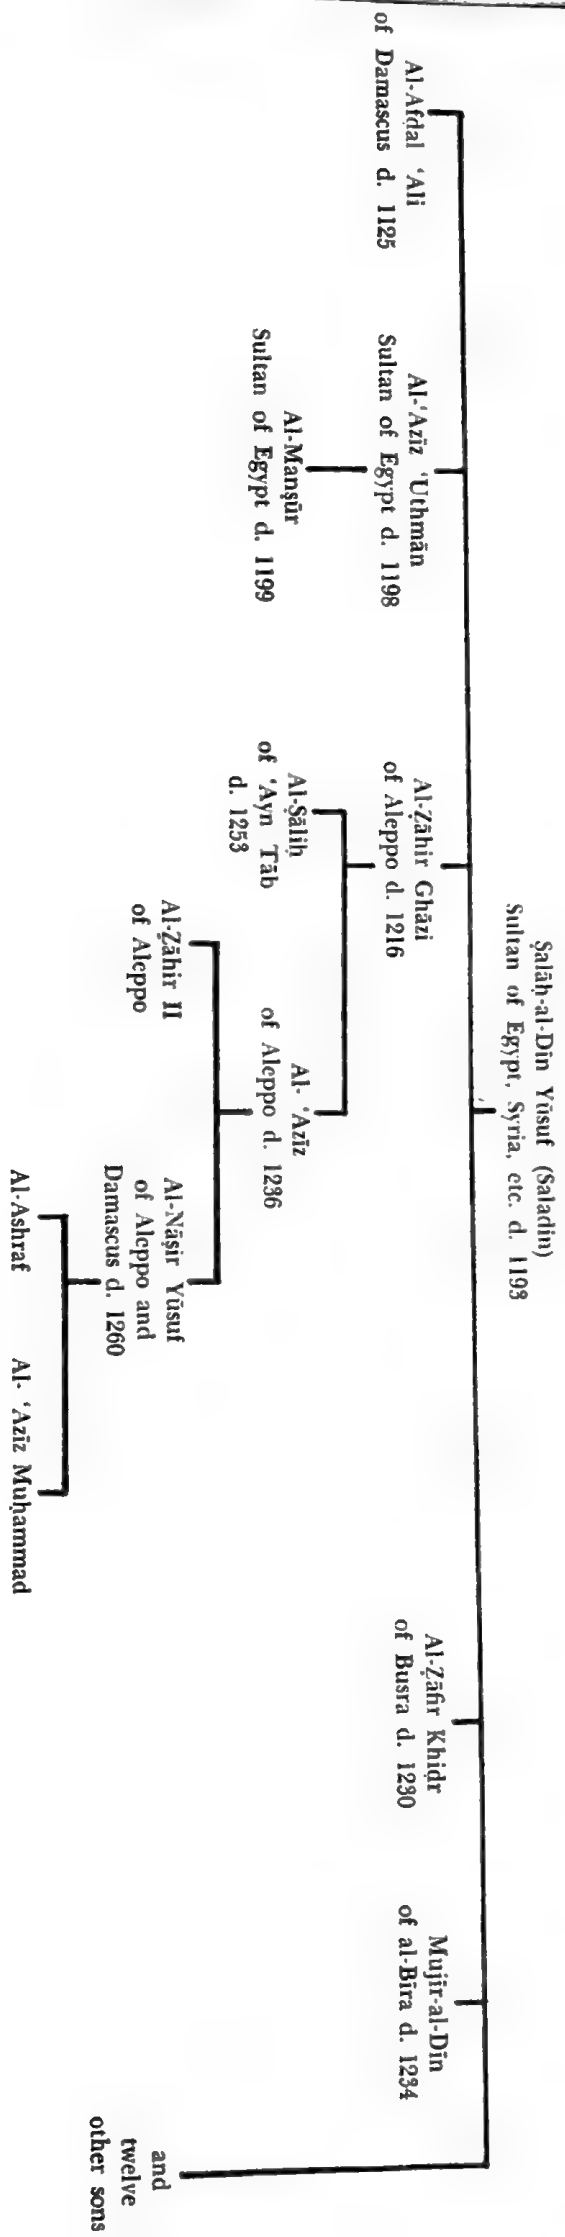 Ṣalāḥ-al-Dīn Yūsuf (Saladin)
Sultan of Egypt, Syria, etc. d. 1193
Al-Afḍal ‘Ali
of Damascus d. 1125
Al-‘Azīz ‘Uthmān
Sultan of Egypt d. 1198
Al-Ẓāhir Ghāzi
of Aleppo d. 1216
Al-Ẓāfir Khiḍr
of Busra d. 1230
Mujīr-al-Dīn
of al-Bīra d. 1234
and
twelve
other sons
Al-Manṣūr
Sultan of Egypt d. 1199
Al-Ṣāliḥ
of ‘Ayn Tāb
d. 1253
Al- ‘Azīz
of Aleppo d. 1236
Al-Ẓāhir II
of Aleppo
Al-Nāṣir Yūsuf
of Aleppo and
Damascus d. 1260
Al-Ashraf
Al- ‘Azīz Muḥammad